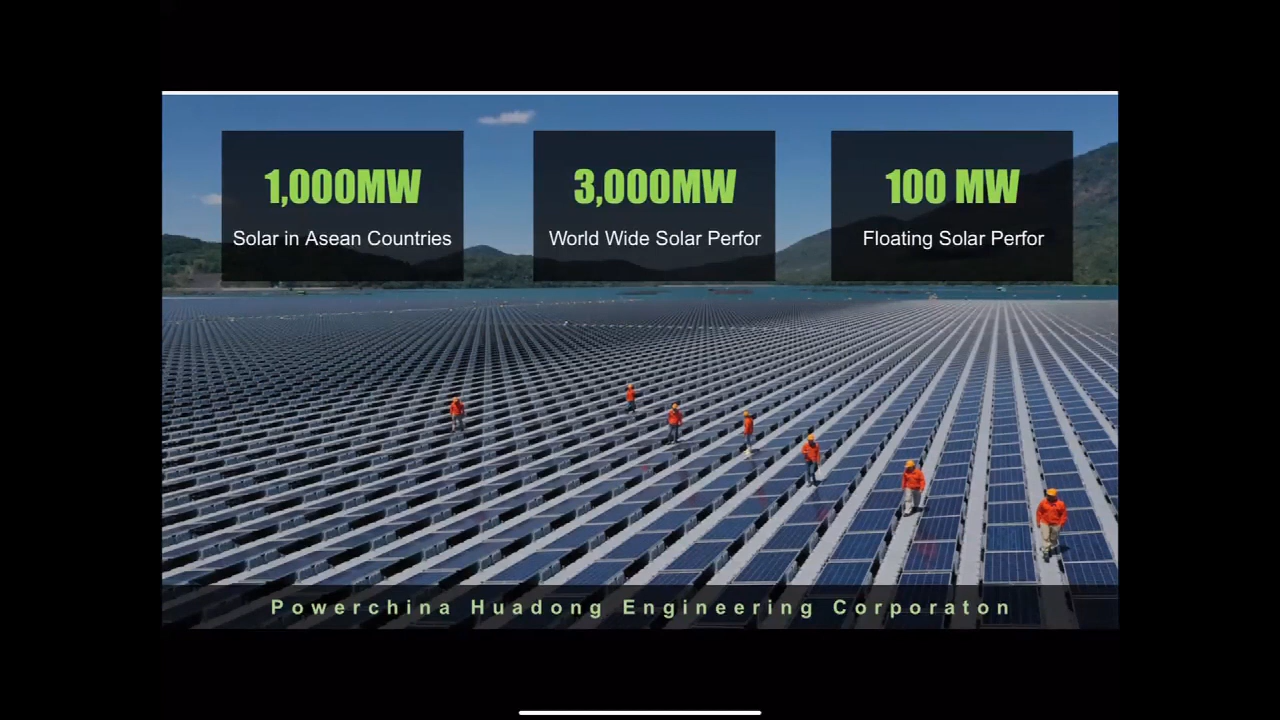 1,000MW
Solar in Asean Countries
3,000MW
World Wide Solar Perfor
100 MW
Floating Solar Perfor
Powerchina Huadong Engineering Corporaton